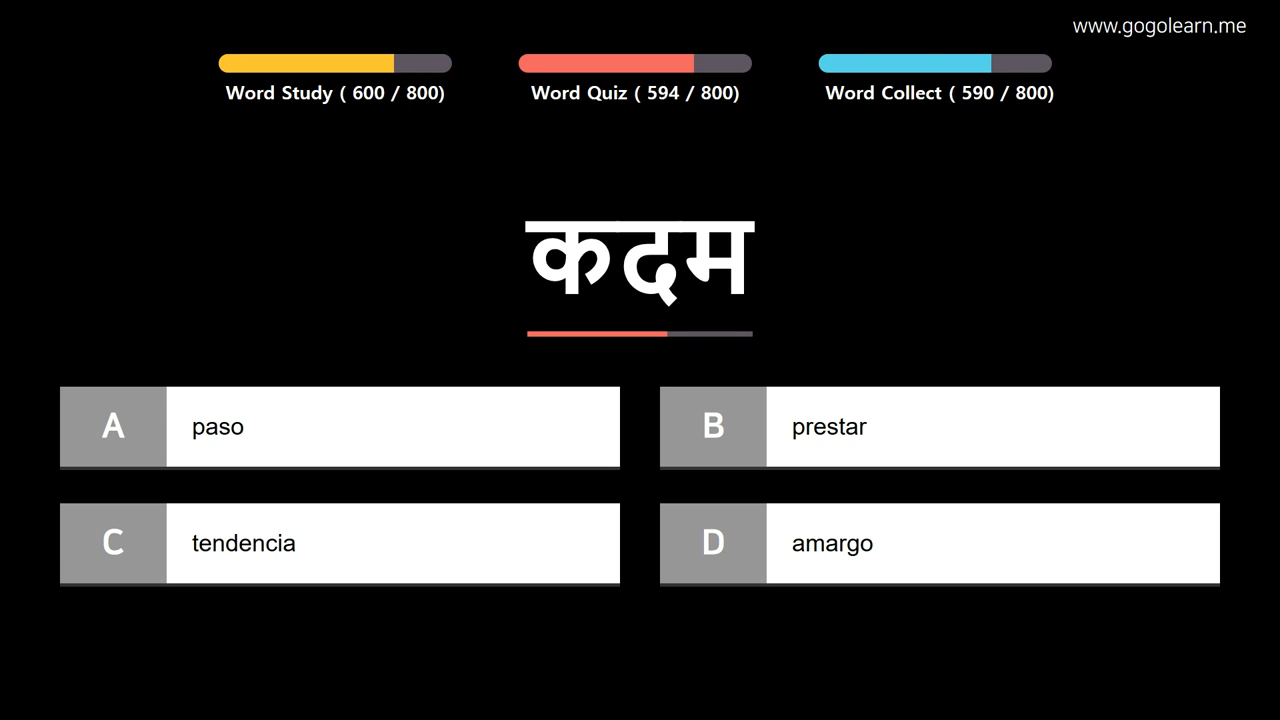 www.gogolearn.me
Word Study ( 600 / 800)
Word Quiz ( 594 / 800)
Word Collect ( 590 / 800)
कदम
A paso
B prestar
C tendencia
D amargo